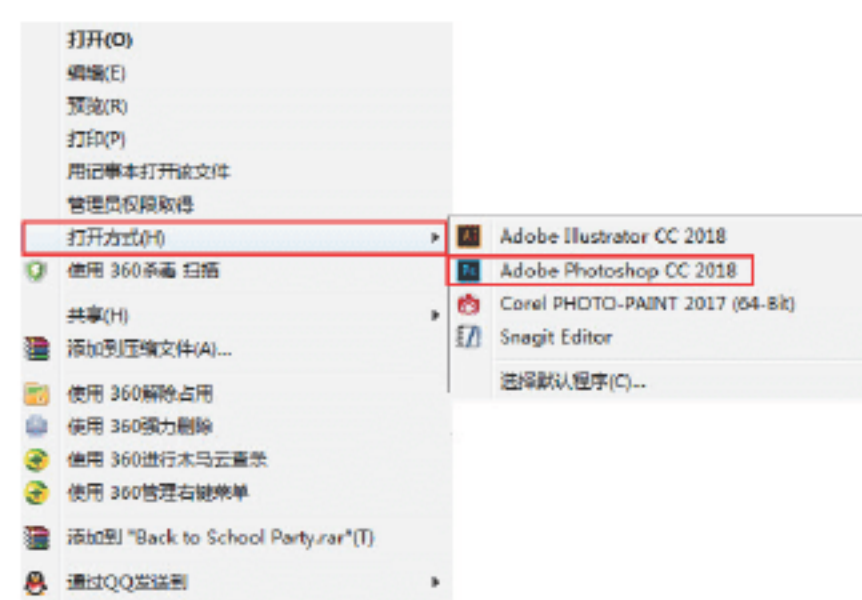 打开(O)
编辑(E)
预览(R)
打印(P)
用记事本打开该文件
管理员权限取得
打开方式(H)
使用 360杀毒 扫描
共享(H)
添加到压缩文件(A)...
使用 360解除占用
使用 360强力删除
使用 360进行木马云查杀
使用 360管理右键菜单
添加到 "Back to School Party.rar"(T)
通过QQ发送到
Ai Adobe Illustrator CC 2018
Ps Adobe Photoshop CC 2018
Corel PHOTO-PAINT 2017 (64-Bit)
Snagit Editor
选择默认程序(C)...